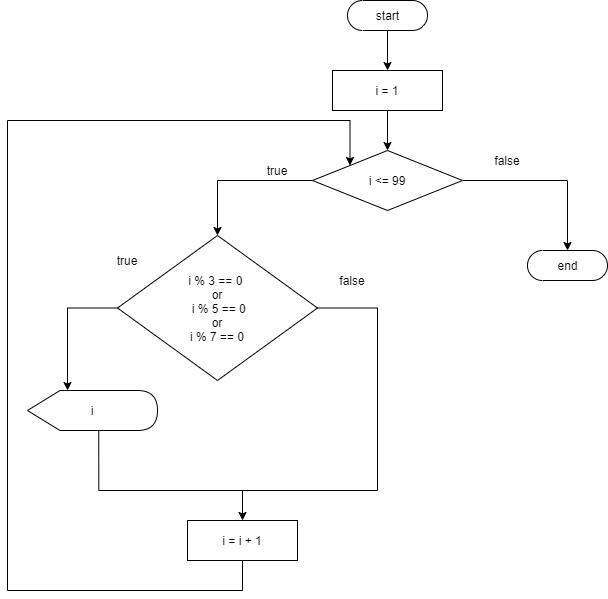 start
i = 1
true
i <= 99
false
true
i % 3 == 0
or
i % 5 == 0
or
i % 7 == 0
false
end
i
i = i + 1